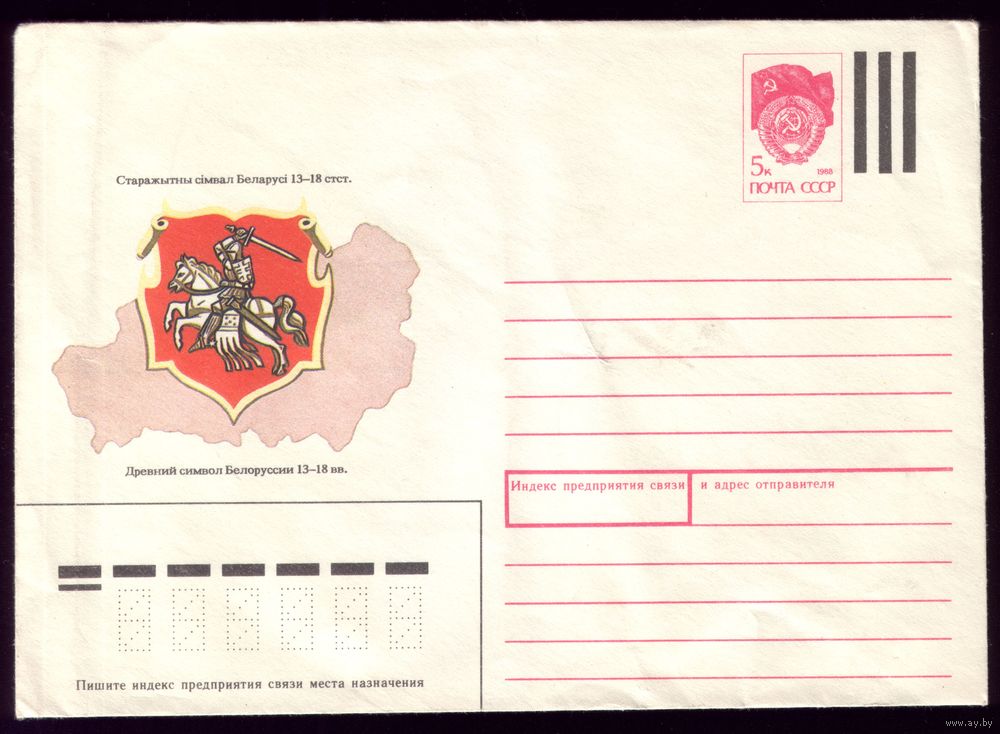 5к
1988
ПОЧТА СССР
Старажытны сімвал Беларусі 13–18 стст.
Древний символ Белоруссии 13–18 вв.
Индекс предприятия связи и адрес отправителя
Пишите индекс предприятия связи места назначения
www.ay.by